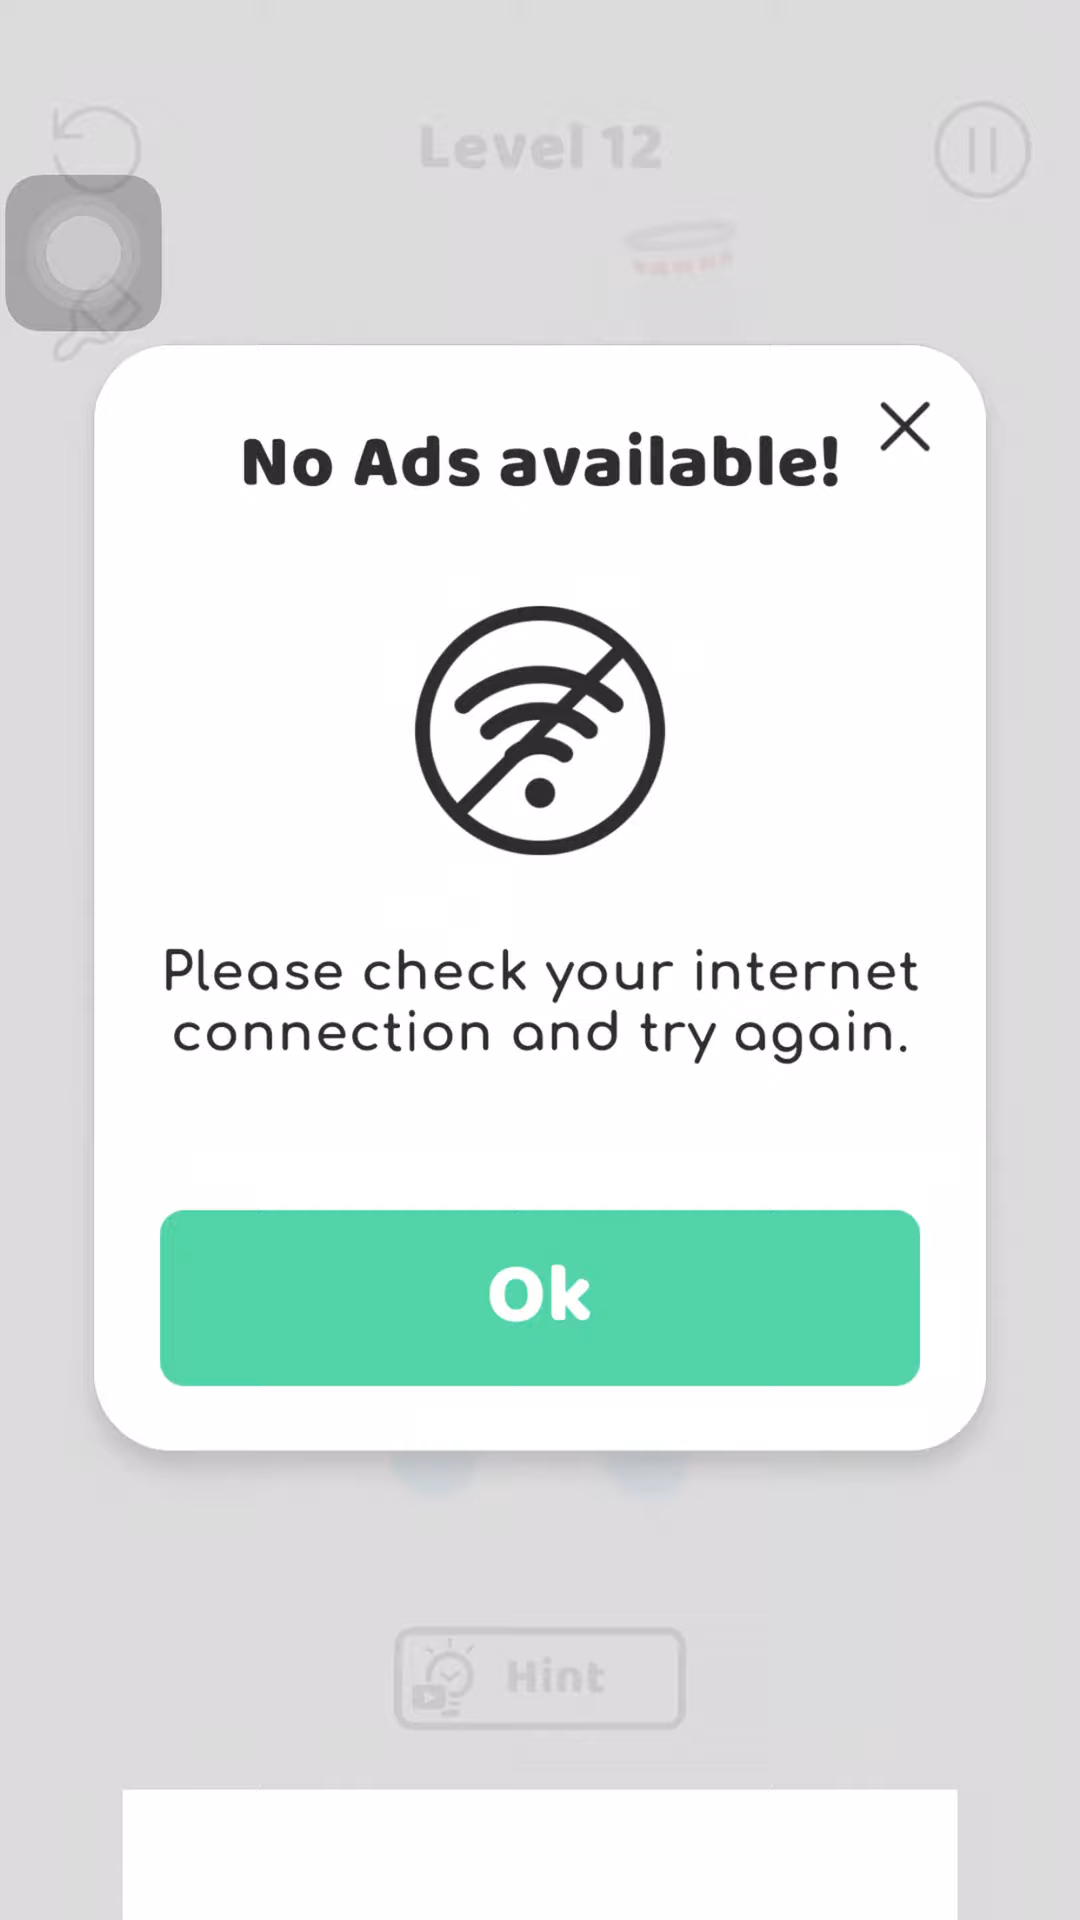 Level 12
No Ads available!
Please check your internet
connection and try again.
Ok
Hint